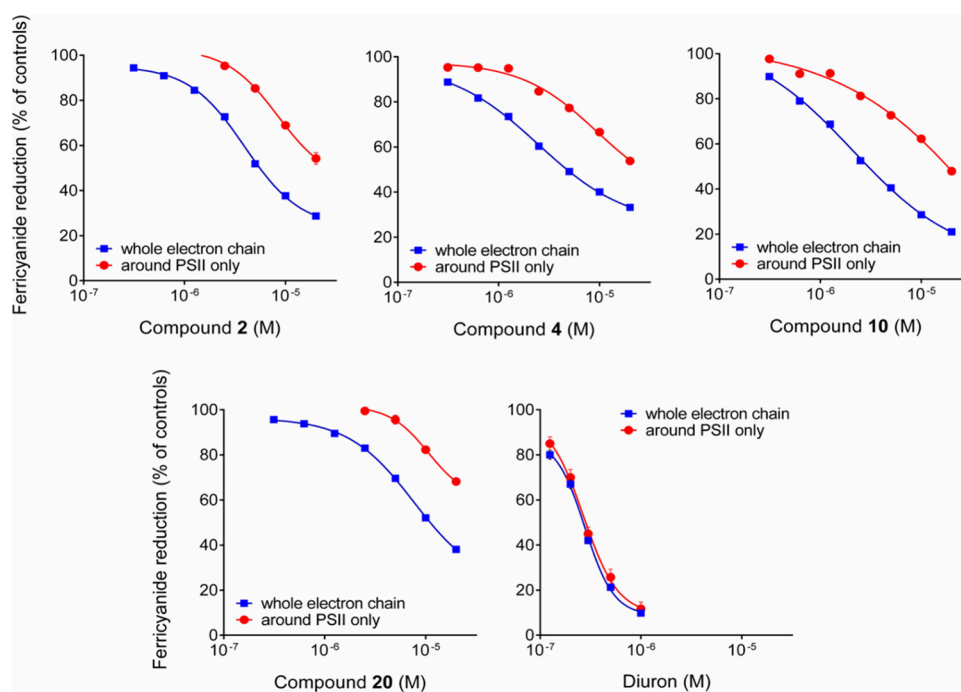 Ferricyanide reduction (% of controls)
100
80
60
40
20
0
whole electron chain
around PSII only
10-7
10-6
10-5
Compound 2 (M)
100
80
60
40
20
0
whole electron chain
around PSII only
10-7
10-6
10-5
Compound 4 (M)
100
80
60
40
20
0
whole electron chain
around PSII only
10-7
10-6
10-5
Compound 10 (M)
Ferricyanide reduction (% of controls)
100
80
60
40
20
0
whole electron chain
around PSII only
10-7
10-6
10-5
Compound 20 (M)
100
80
60
40
20
0
whole electron chain
around PSII only
10-7
10-6
10-5
Diuron (M)